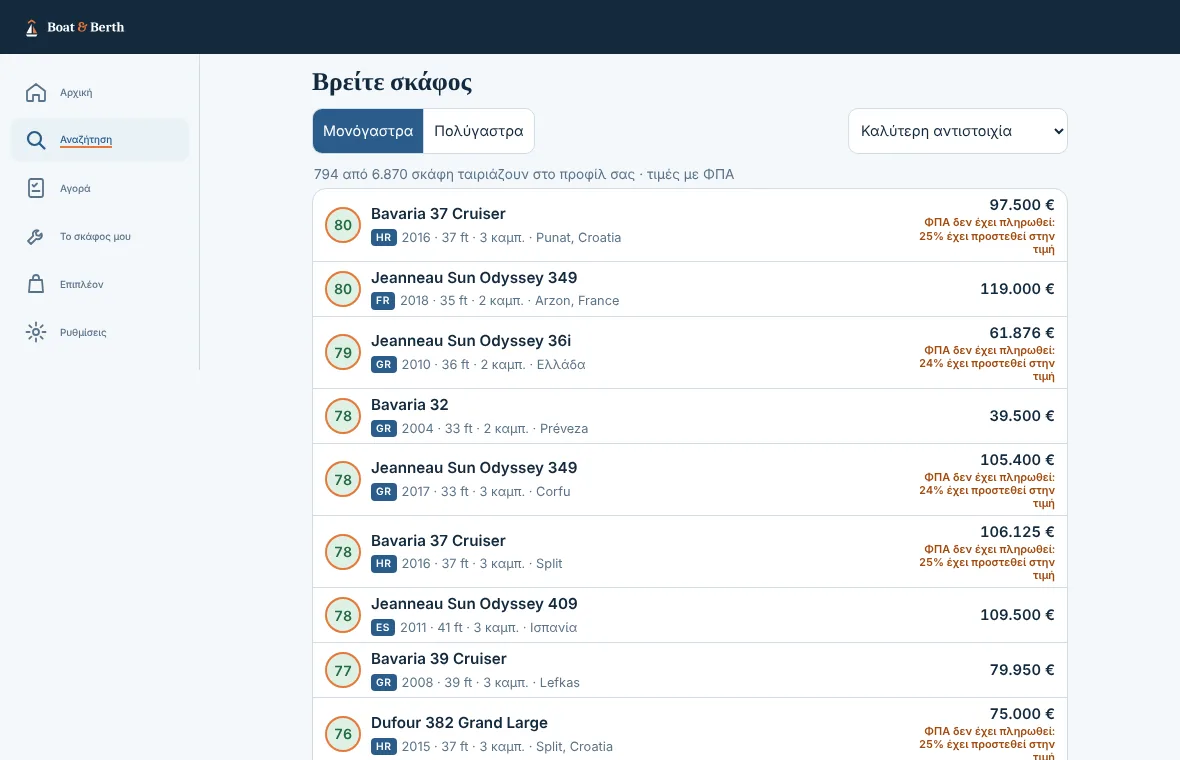 Boat & Berth
Αρχική
Αναζήτηση
Αγορά
Το σκάφος μου
Επιπλέον
Ρυθμίσεις
Βρείτε σκάφος
Μονόγαστρα
Πολύγαστρα
Καλύτερη αντιστοιχία
794 από 6.870 σκάφη ταιριάζουν στο προφίλ σας · τιμές με ΦΠΑ
80
Bavaria 37 Cruiser
HR 2016 · 37 ft · 3 καμπ. · Punat, Croatia
97.500 €
ΦΠΑ δεν έχει πληρωθεί:
25% έχει προστεθεί στην
τιμή
80
Jeanneau Sun Odyssey 349
FR 2018 · 35 ft · 2 καμπ. · Arzon, France
119.000 €
79
Jeanneau Sun Odyssey 36i
GR 2010 · 36 ft · 2 καμπ. · Ελλάδα
61.876 €
ΦΠΑ δεν έχει πληρωθεί:
24% έχει προστεθεί στην
τιμή
78
Bavaria 32
GR 2004 · 33 ft · 2 καμπ. · Préveza
39.500 €
78
Jeanneau Sun Odyssey 349
GR 2017 · 33 ft · 3 καμπ. · Corfu
105.400 €
ΦΠΑ δεν έχει πληρωθεί:
24% έχει προστεθεί στην
τιμή
78
Bavaria 37 Cruiser
HR 2016 · 37 ft · 3 καμπ. · Split
106.125 €
ΦΠΑ δεν έχει πληρωθεί:
25% έχει προστεθεί στην
τιμή
78
Jeanneau Sun Odyssey 409
ES 2011 · 41 ft · 3 καμπ. · Ισπανία
109.500 €
77
Bavaria 39 Cruiser
GR 2008 · 39 ft · 3 καμπ. · Lefkas
79.950 €
76
Dufour 382 Grand Large
HR 2015 · 37 ft · 3 καμπ. · Split, Croatia
75.000 €
ΦΠΑ δεν έχει πληρωθεί:
25% έχει προστεθεί στην
τιμή